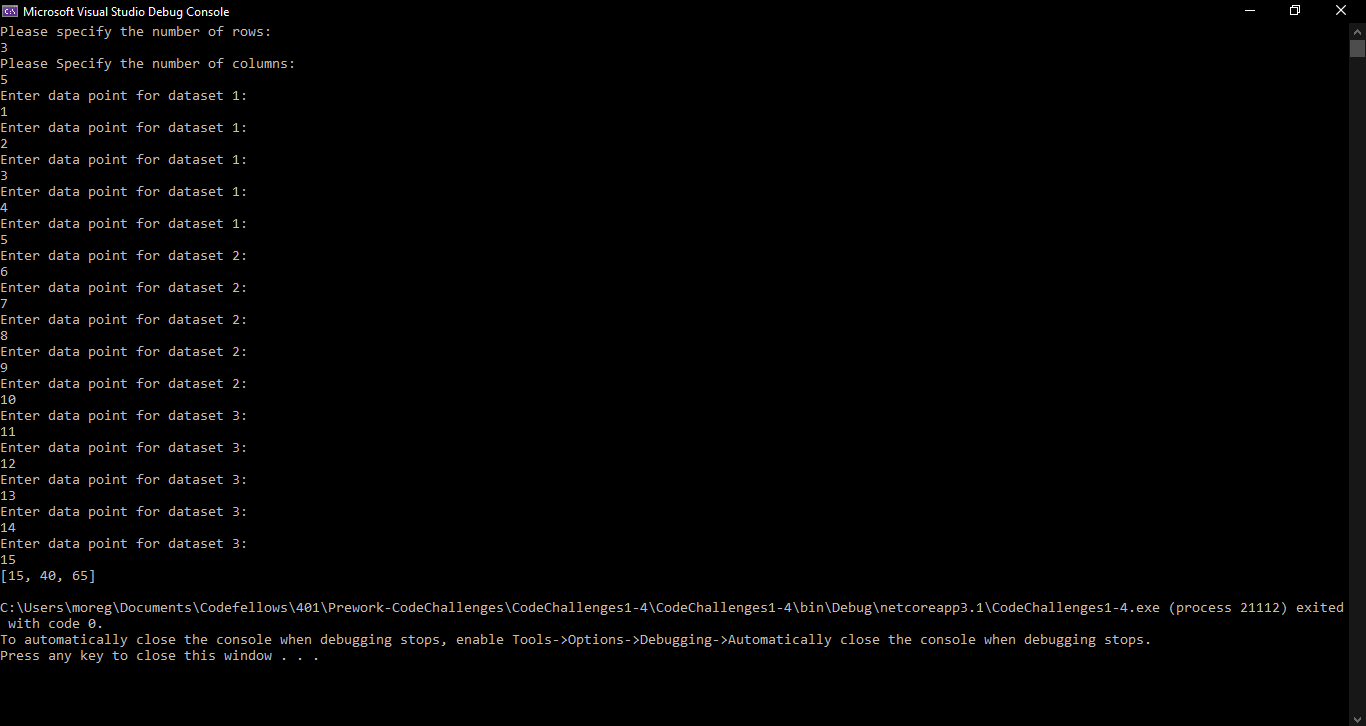 Microsoft Visual Studio Debug Console
Please specify the number of rows:
3
Please Specify the number of columns:
5
Enter data point for dataset 1:
1
Enter data point for dataset 1:
2
Enter data point for dataset 1:
3
Enter data point for dataset 1:
4
Enter data point for dataset 1:
5
Enter data point for dataset 2:
6
Enter data point for dataset 2:
7
Enter data point for dataset 2:
8
Enter data point for dataset 2:
9
Enter data point for dataset 2:
10
Enter data point for dataset 3:
11
Enter data point for dataset 3:
12
Enter data point for dataset 3:
13
Enter data point for dataset 3:
14
Enter data point for dataset 3:
15
[15, 40, 65]
C:\Users\moreg\Documents\Codefellows\401\Prework-CodeChallenges\CodeChallenges1-4\CodeChallenges1-4\bin\Debug\netcoreapp3.1\CodeChallenges1-4.exe (process 21112) exited
with code 0.
To automatically close the console when debugging stops, enable Tools->Options->Debugging->Automatically close the console when debugging stops.
Press any key to close this window . . .